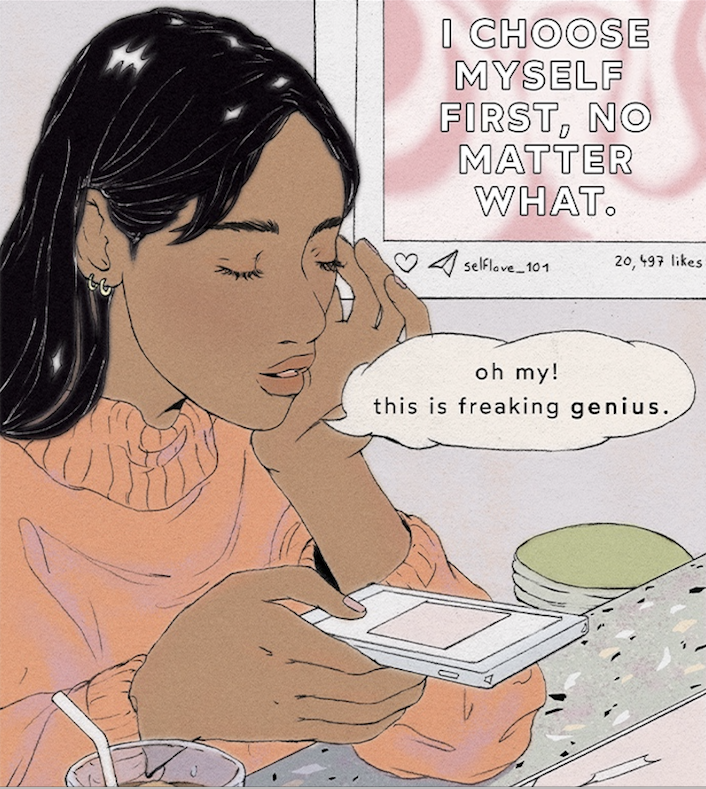 I CHOOSE
MYSELF
FIRST, NO
MATTER
WHAT.
selflove_101
20,497 likes
oh my!
this is freaking genius.